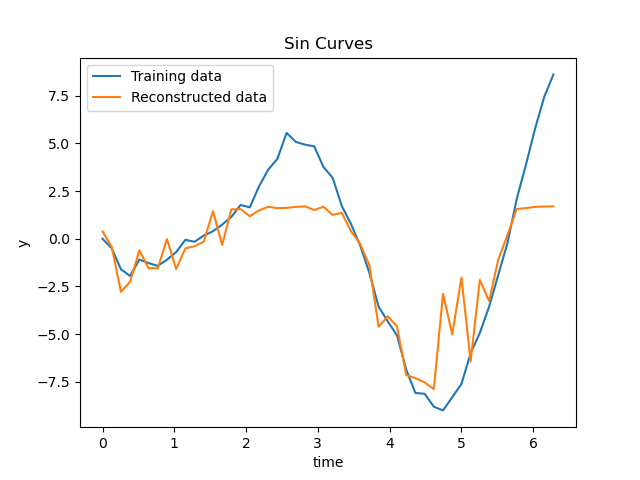 Sin Curves
Training data
Reconstructed data
7.5
5.0
2.5
0.0
−2.5
−5.0
−7.5
y
0 1 2 3 4 5 6
time